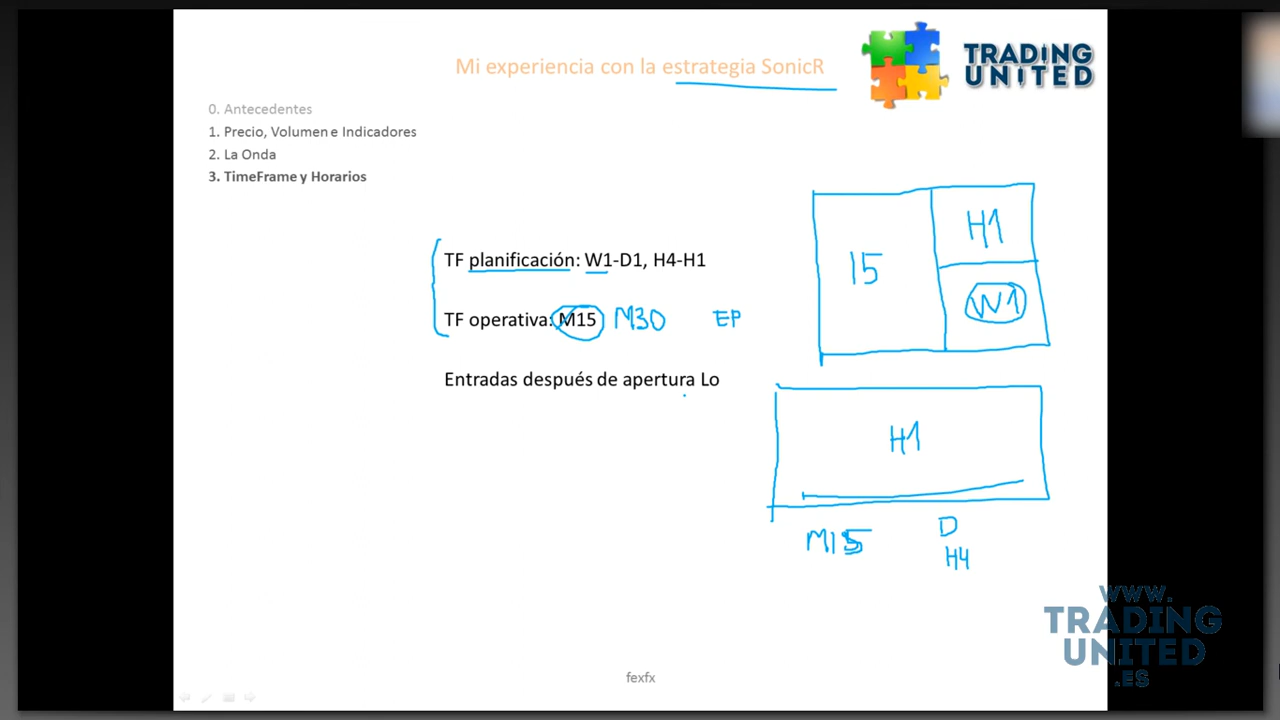 Mi experiencia con la estrategia SonicR
TRADING
UNITED
0. Antecedentes
1. Precio, Volumen e Indicadores
2. La Onda
3. TimeFrame y Horarios
TF planificación: W1-D1, H4-H1
TF operativa: M15 M30 EP
Entradas después de apertura Lo
15
H1
W1
H1
M15
D
H4
www.
TRADING
UNITED
.ES
fexfx